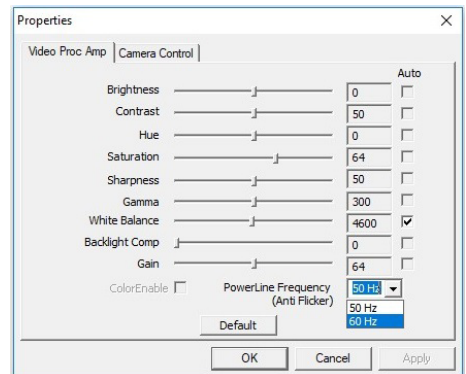 Properties
Video Proc Amp Camera Control
Auto
Brightness 0
Contrast 50
Hue 0
Saturation 64
Sharpness 50
Gamma 300
White Balance 4600
Backlight Comp 0
Gain 64
ColorEnable PowerLine Frequency 50 Hz
(Anti Flicker)
50 Hz
60 Hz
Default
OK Cancel Apply